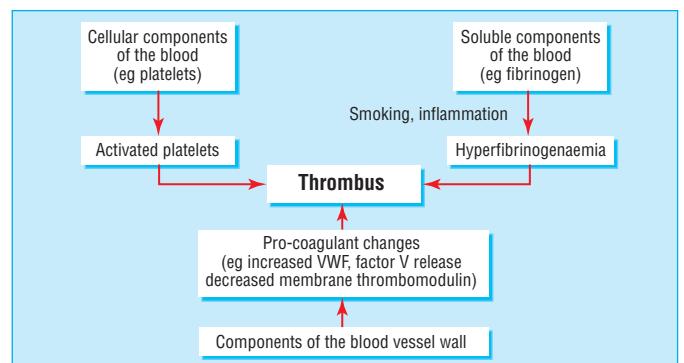 Cellular components
of the blood
(eg platelets)
Soluble components
of the blood
(eg fibrinogen)
Smoking, inflammation
Activated platelets
Hyperfibrinogenaemia
Thrombus
Pro-coagulant changes
(eg increased VWF, factor V release
decreased membrane thrombomodulin)
Components of the blood vessel wall